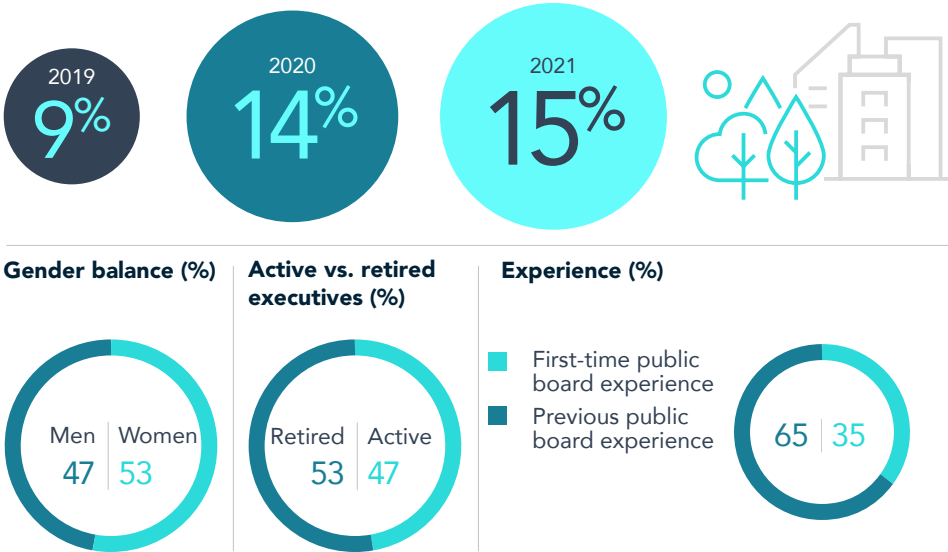 2019
9%
2020
14%
2021
15%
Gender balance (%)
Men
47
Women
53
Active vs. retired
executives (%)
Retired
53
Active
47
Experience (%)
First-time public
board experience
Previous public
board experience
65
35